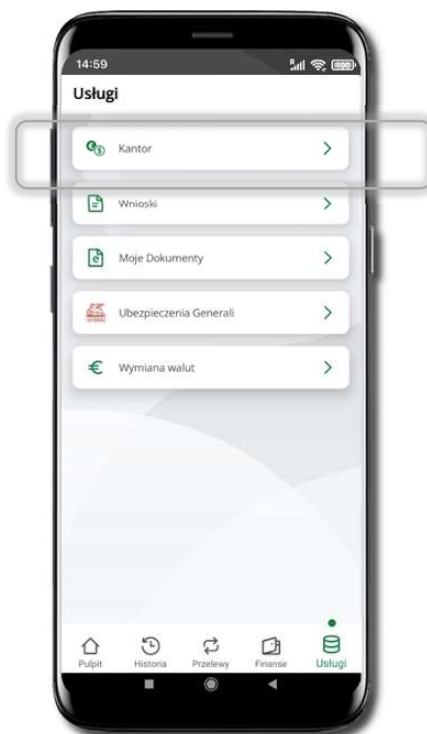 14:59
Usługi
Kantor
Wnioski
Moje Dokumenty
Ubezpieczenia Generali
Wymiana walut
Pulpit
Historia
Przelewy
Finanse
Usługi